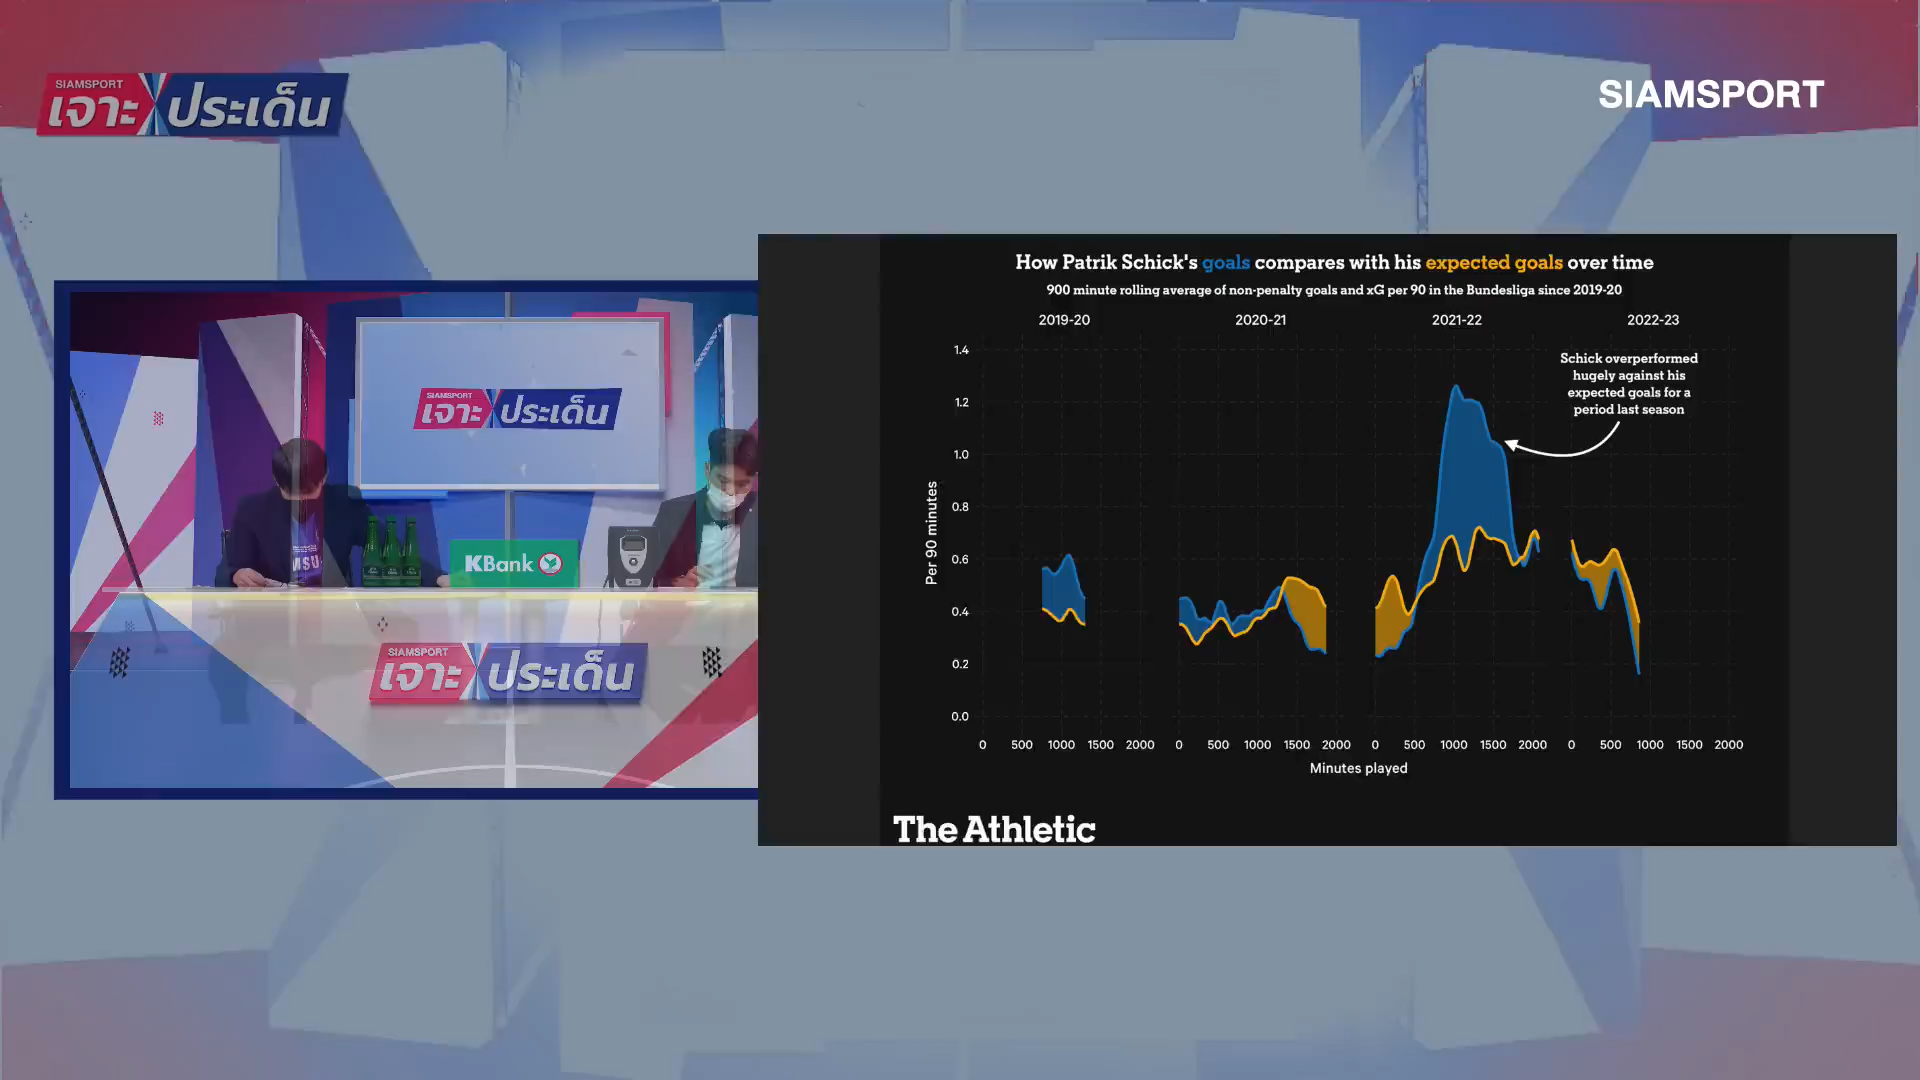 SIAMSPORT
เจาะ ประเด็น
SIAMSPORT
SIAMSPORT
เจาะ ประเด็น
KBank
SIAMSPORT
เจาะ ประเด็น
How Patrik Schick's goals compares with his expected goals over time
900 minute rolling average of non-penalty goals and xG per 90 in the Bundesliga since 2019-20
2019-20 2020-21 2021-22 2022-23
Schick overperformed
hugely against his
expected goals for a
period last season
1.4
1.2
1.0
0.8
0.6
0.4
0.2
0.0
Per 90 minutes
0 500 1000 1500 2000 0 500 1000 1500 2000 0 500 1000 1500 2000 0 500 1000 1500 2000
Minutes played
The Athletic